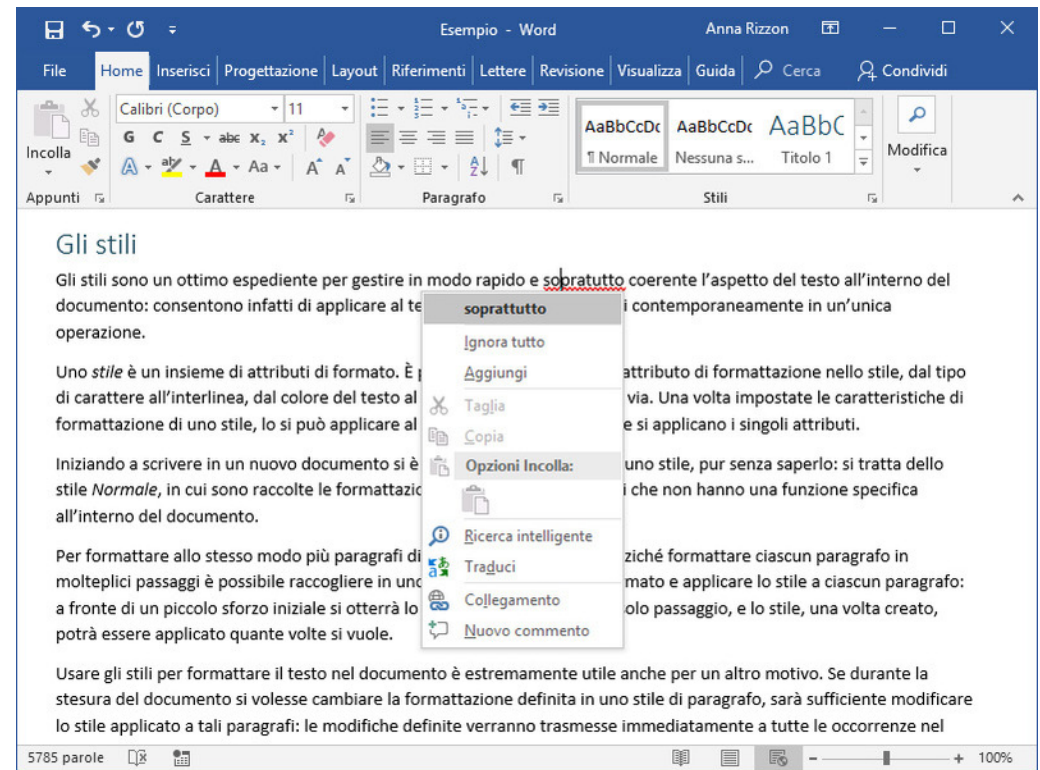 Esempio - Word Anna Rizzon
File Home Inserisci Progettazione Layout Riferimenti Lettere Revisione Visualizza Guida Cerca Condividi
Incolla
Calibri (Corpo) 11
G C S abc X₂ X²
A aby A Aa A A
AaBbCcDc AaBbCcDc AaBbC
¶ Normale Nessuna s... Titolo 1
Modifica
Appunti Carattere Paragrafo Stili
Gli stili
Gli stili sono un ottimo espediente per gestire in modo rapido e sopratutto coerente l’aspetto del testo all’interno del
documento: consentono infatti di applicare al te i contemporaneamente in un’unica
operazione.
Uno stile è un insieme di attributi di formato. È attributo di formattazione nello stile, dal tipo
di carattere all’interlinea, dal colore del testo al via. Una volta impostate le caratteristiche di
formattazione di uno stile, lo si può applicare al e si applicano i singoli attributi.
Iniziando a scrivere in un nuovo documento si è uno stile, pur senza saperlo: si tratta dello
stile Normale, in cui sono raccolte le formattazio i che non hanno una funzione specifica
all’interno del documento.
Per formattare allo stesso modo più paragrafi di ziché formattare ciascun paragrafo in
molteplici passaggi è possibile raccogliere in uno mato e applicare lo stile a ciascun paragrafo:
a fronte di un piccolo sforzo iniziale si otterrà lo olo passaggio, e lo stile, una volta creato,
potrà essere applicato quante volte si vuole.
Usare gli stili per formattare il testo nel documento è estremamente utile anche per un altro motivo. Se durante la
stesura del documento si volesse cambiare la formattazione definita in uno stile di paragrafo, sarà sufficiente modificare
lo stile applicato a tali paragrafi: le modifiche definite verranno trasmesse immediatamente a tutte le occorrenze nel
soprattutto
Ignora tutto
Aggiungi
Taglia
Copia
Opzioni Incolla:
Ricerca intelligente
Traduci
Collegamento
Nuovo commento
5785 parole 100%